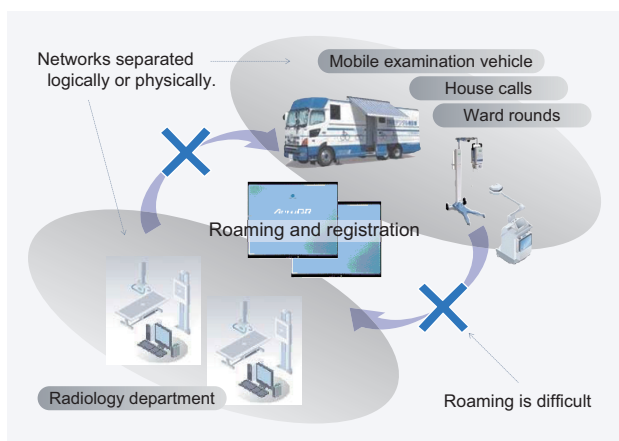 Networks separated
logically or physically.
Mobile examination vehicle
House calls
Ward rounds
Roaming and registration
Radiology department
Roaming is difficult